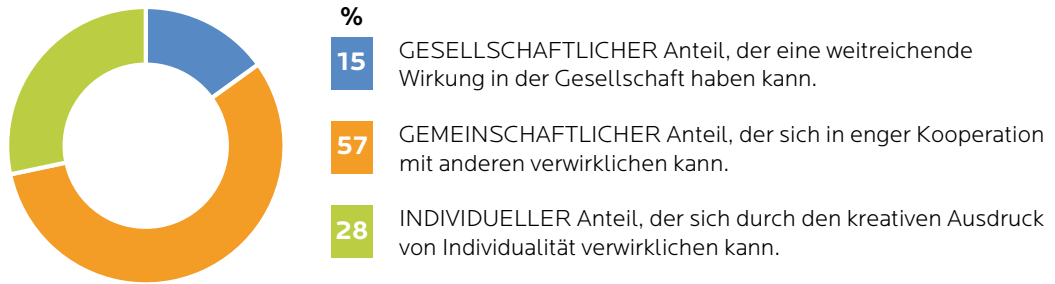 %
15 GESELLSCHAFTLICHER Anteil, der eine weitreichende
Wirkung in der Gesellschaft haben kann.
57 GEMEINSCHAFTLICHER Anteil, der sich in enger Kooperation
mit anderen verwirklichen kann.
28 INDIVIDUELLER Anteil, der sich durch den kreativen Ausdruck
von Individualität verwirklichen kann.